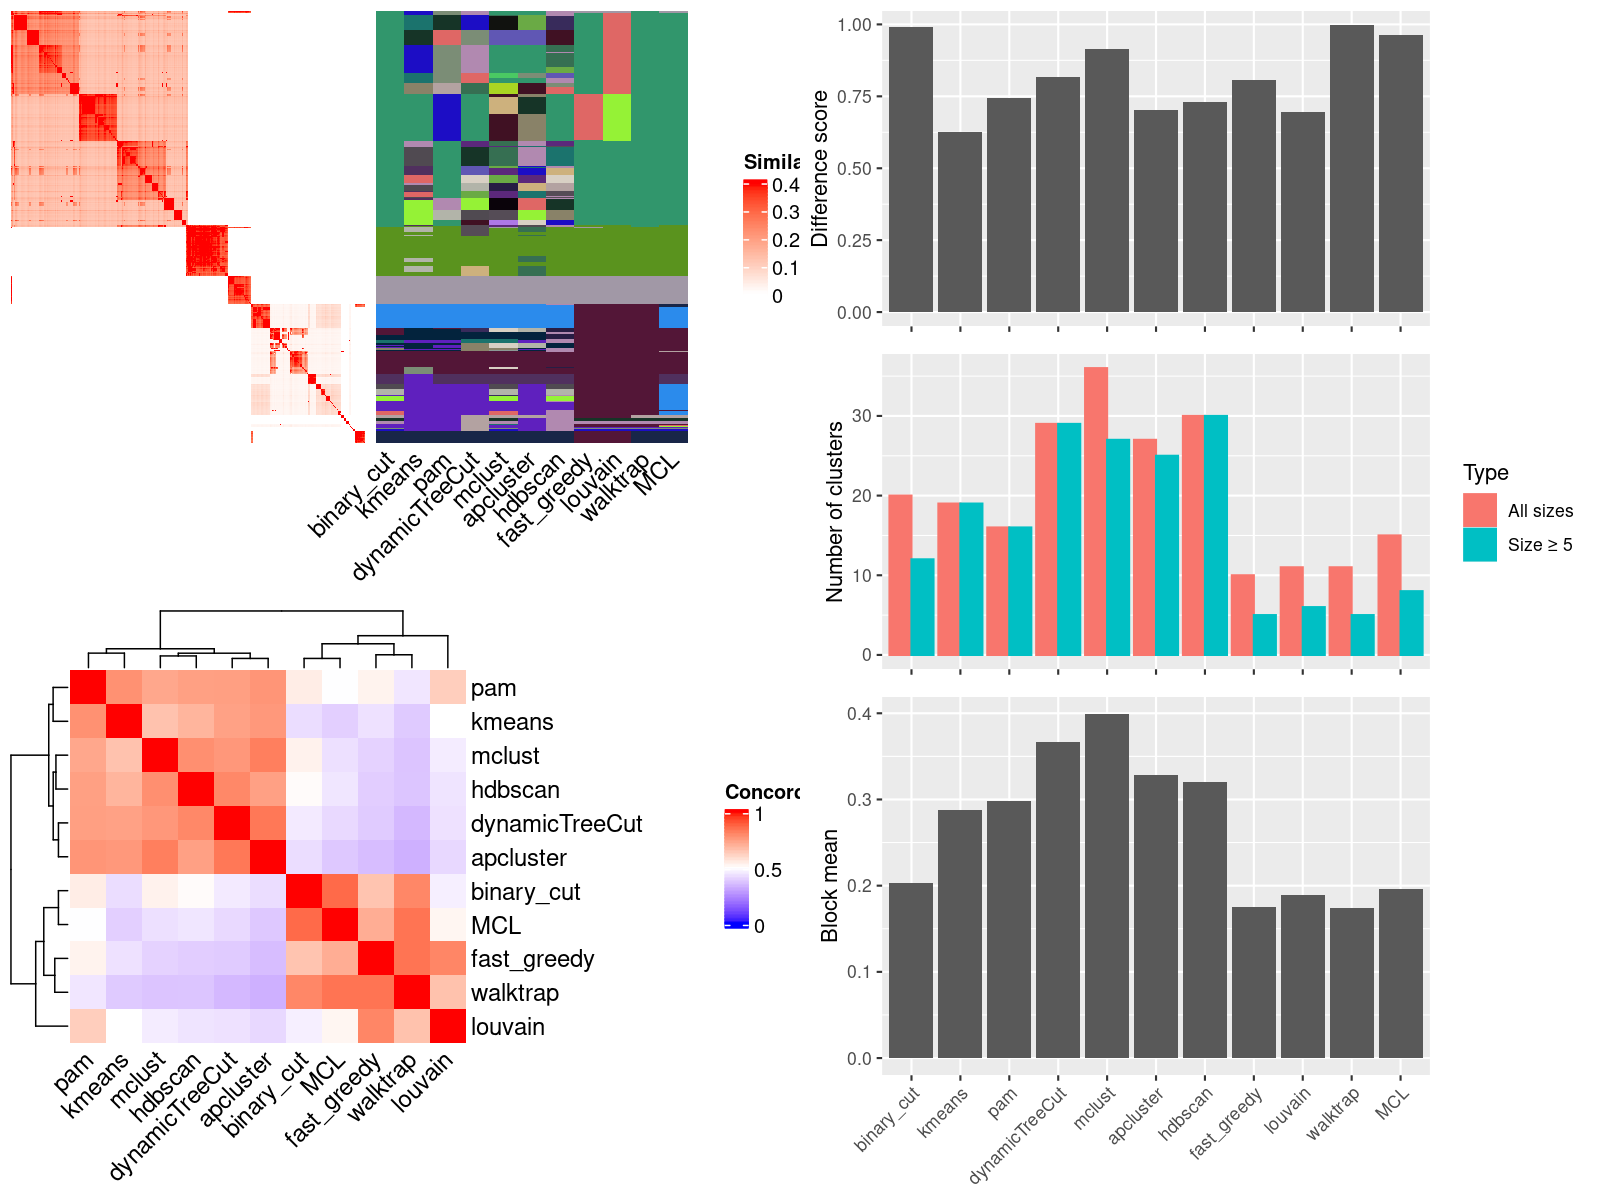 Simila
0.4
0.3
0.2
0.1
0
binary_cut
kmeans
pam
dynamicTreeCut
mclust
apcluster
hdbscan
fast_greedy
louvain
walktrap
MCL
pam
kmeans
mclust
hdbscan
dynamicTreeCut
apcluster
binary_cut
MCL
fast_greedy
walktrap
louvain
pam
kmeans
mclust
hdbscan
dynamicTreeCut
apcluster
binary_cut
MCL
fast_greedy
walktrap
louvain
Concord
1
0.5
0
Difference score
1.00
0.75
0.50
0.25
0.00
Number of clusters
30
20
10
0
Type
All sizes
Size ≥ 5
Block mean
0.4
0.3
0.2
0.1
0.0
binary_cut
kmeans
pam
dynamicTreeCut
mclust
apcluster
hdbscan
fast_greedy
louvain
walktrap
MCL